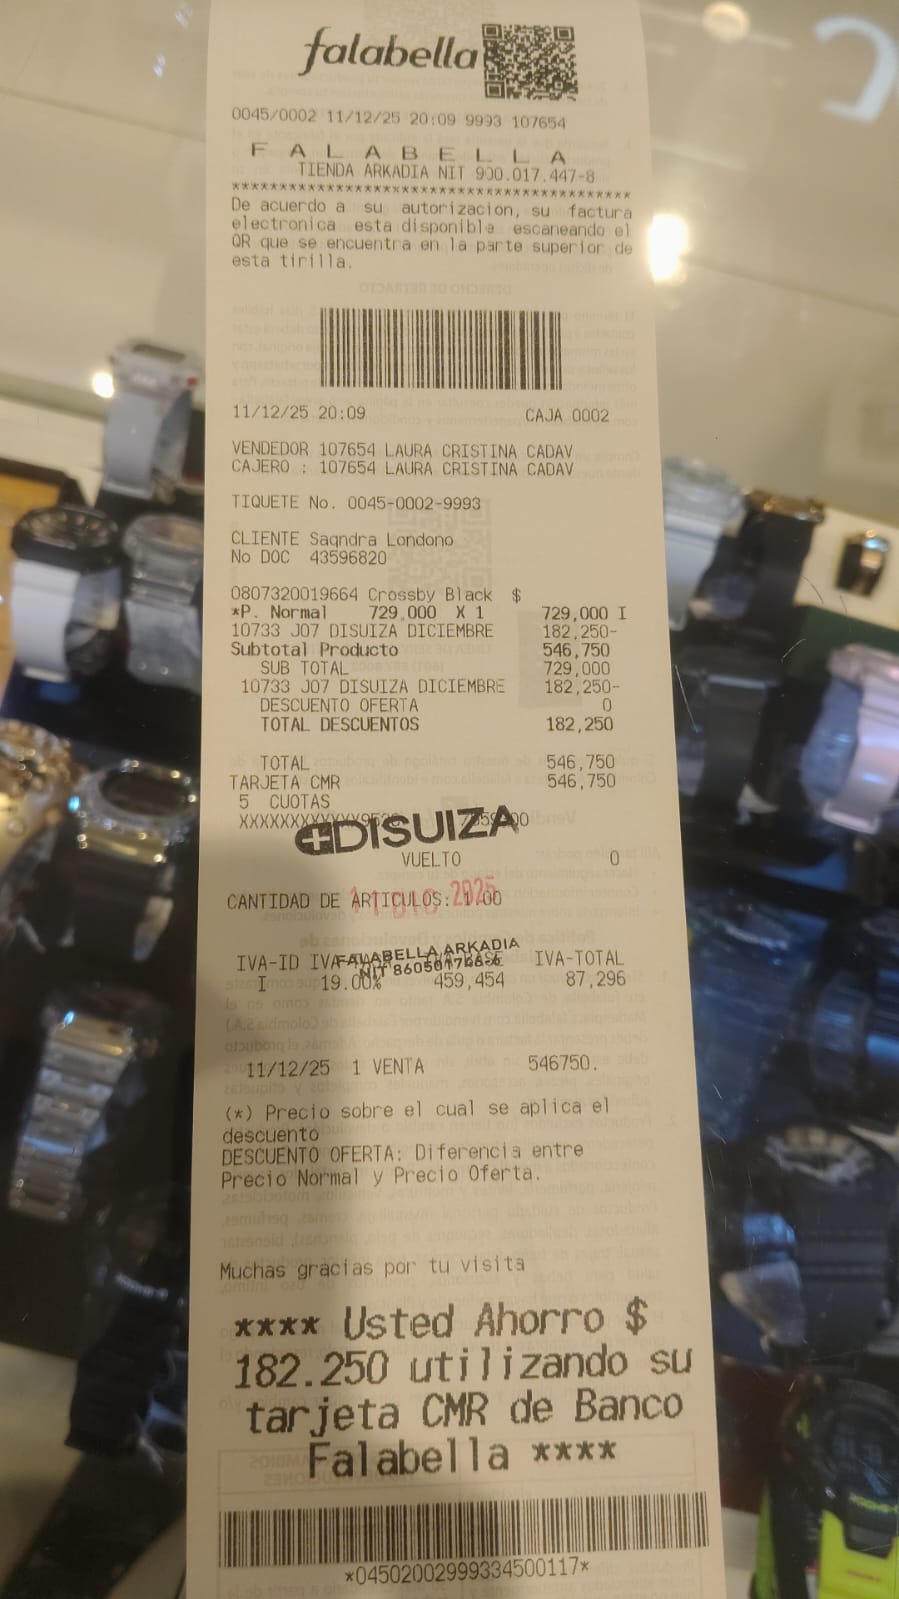 falabella
0045/0002 11/12/25 20:09 9993 107654
F A L A B E L L A
TIENDA ARKADIA NIT 900.017.447-8
******************************************
De acuerdo a su autorizacion, su factura
electronica esta disponible escaneando el
QR que se encuentra en la parte superior de
esta tirilla.
11/12/25 20:09 CAJA 0002
VENDEDOR 107654 LAURA CRISTINA CADAV
CAJERO : 107654 LAURA CRISTINA CADAV
TIQUETE No. 0045-0002-9993
CLIENTE Saqndra Londono
No DOC 43596820
0807320019664 Crossby Black $
*P. Normal 729,000 X 1 729,000 I
10733 J07 DISUIZA DICIEMBRE 182,250-
Subtotal Producto 546,750
SUB TOTAL 729,000
10733 J07 DISUIZA DICIEMBRE 182,250-
DESCUENTO OFERTA 0
TOTAL DESCUENTOS 182,250
TOTAL 546,750
TARJETA CMR 546,750
5 CUOTAS
DISUIZA
VUELTO 0
CANTIDAD DE ARTICULOS: 1.00
11 DIC 2025
FALABELLA ARKADIA
NIT 860501746-6
IVA-ID IVA IVA-TOTAL
I 19.00% 459,454 87,296
11/12/25 1 VENTA 546750.
(*) Precio sobre el cual se aplica el
descuento
DESCUENTO OFERTA: Diferencia entre
Precio Normal y Precio Oferta.
Muchas gracias por tu visita
**** Usted Ahorro $
182.250 utilizando su
tarjeta CMR de Banco
Falabella ****
*04502002999334500117*